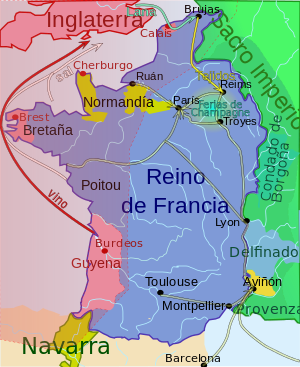 Inglaterra
Lana
Brujas
Calais
Sacro Imperio
sal
Cherburgo
Ruán
Tejidos
Reims
Normandía
París
Ferias de
Champagne
Troyes
Brest
Bretaña
Condado de
Borgoña
Poitou
Reino
de Francia
vino
Lyon
Burdeos
Delfinado
Guyena
Toulouse
Aviñón
Montpellier
Provenza
Navarra
Barcelona